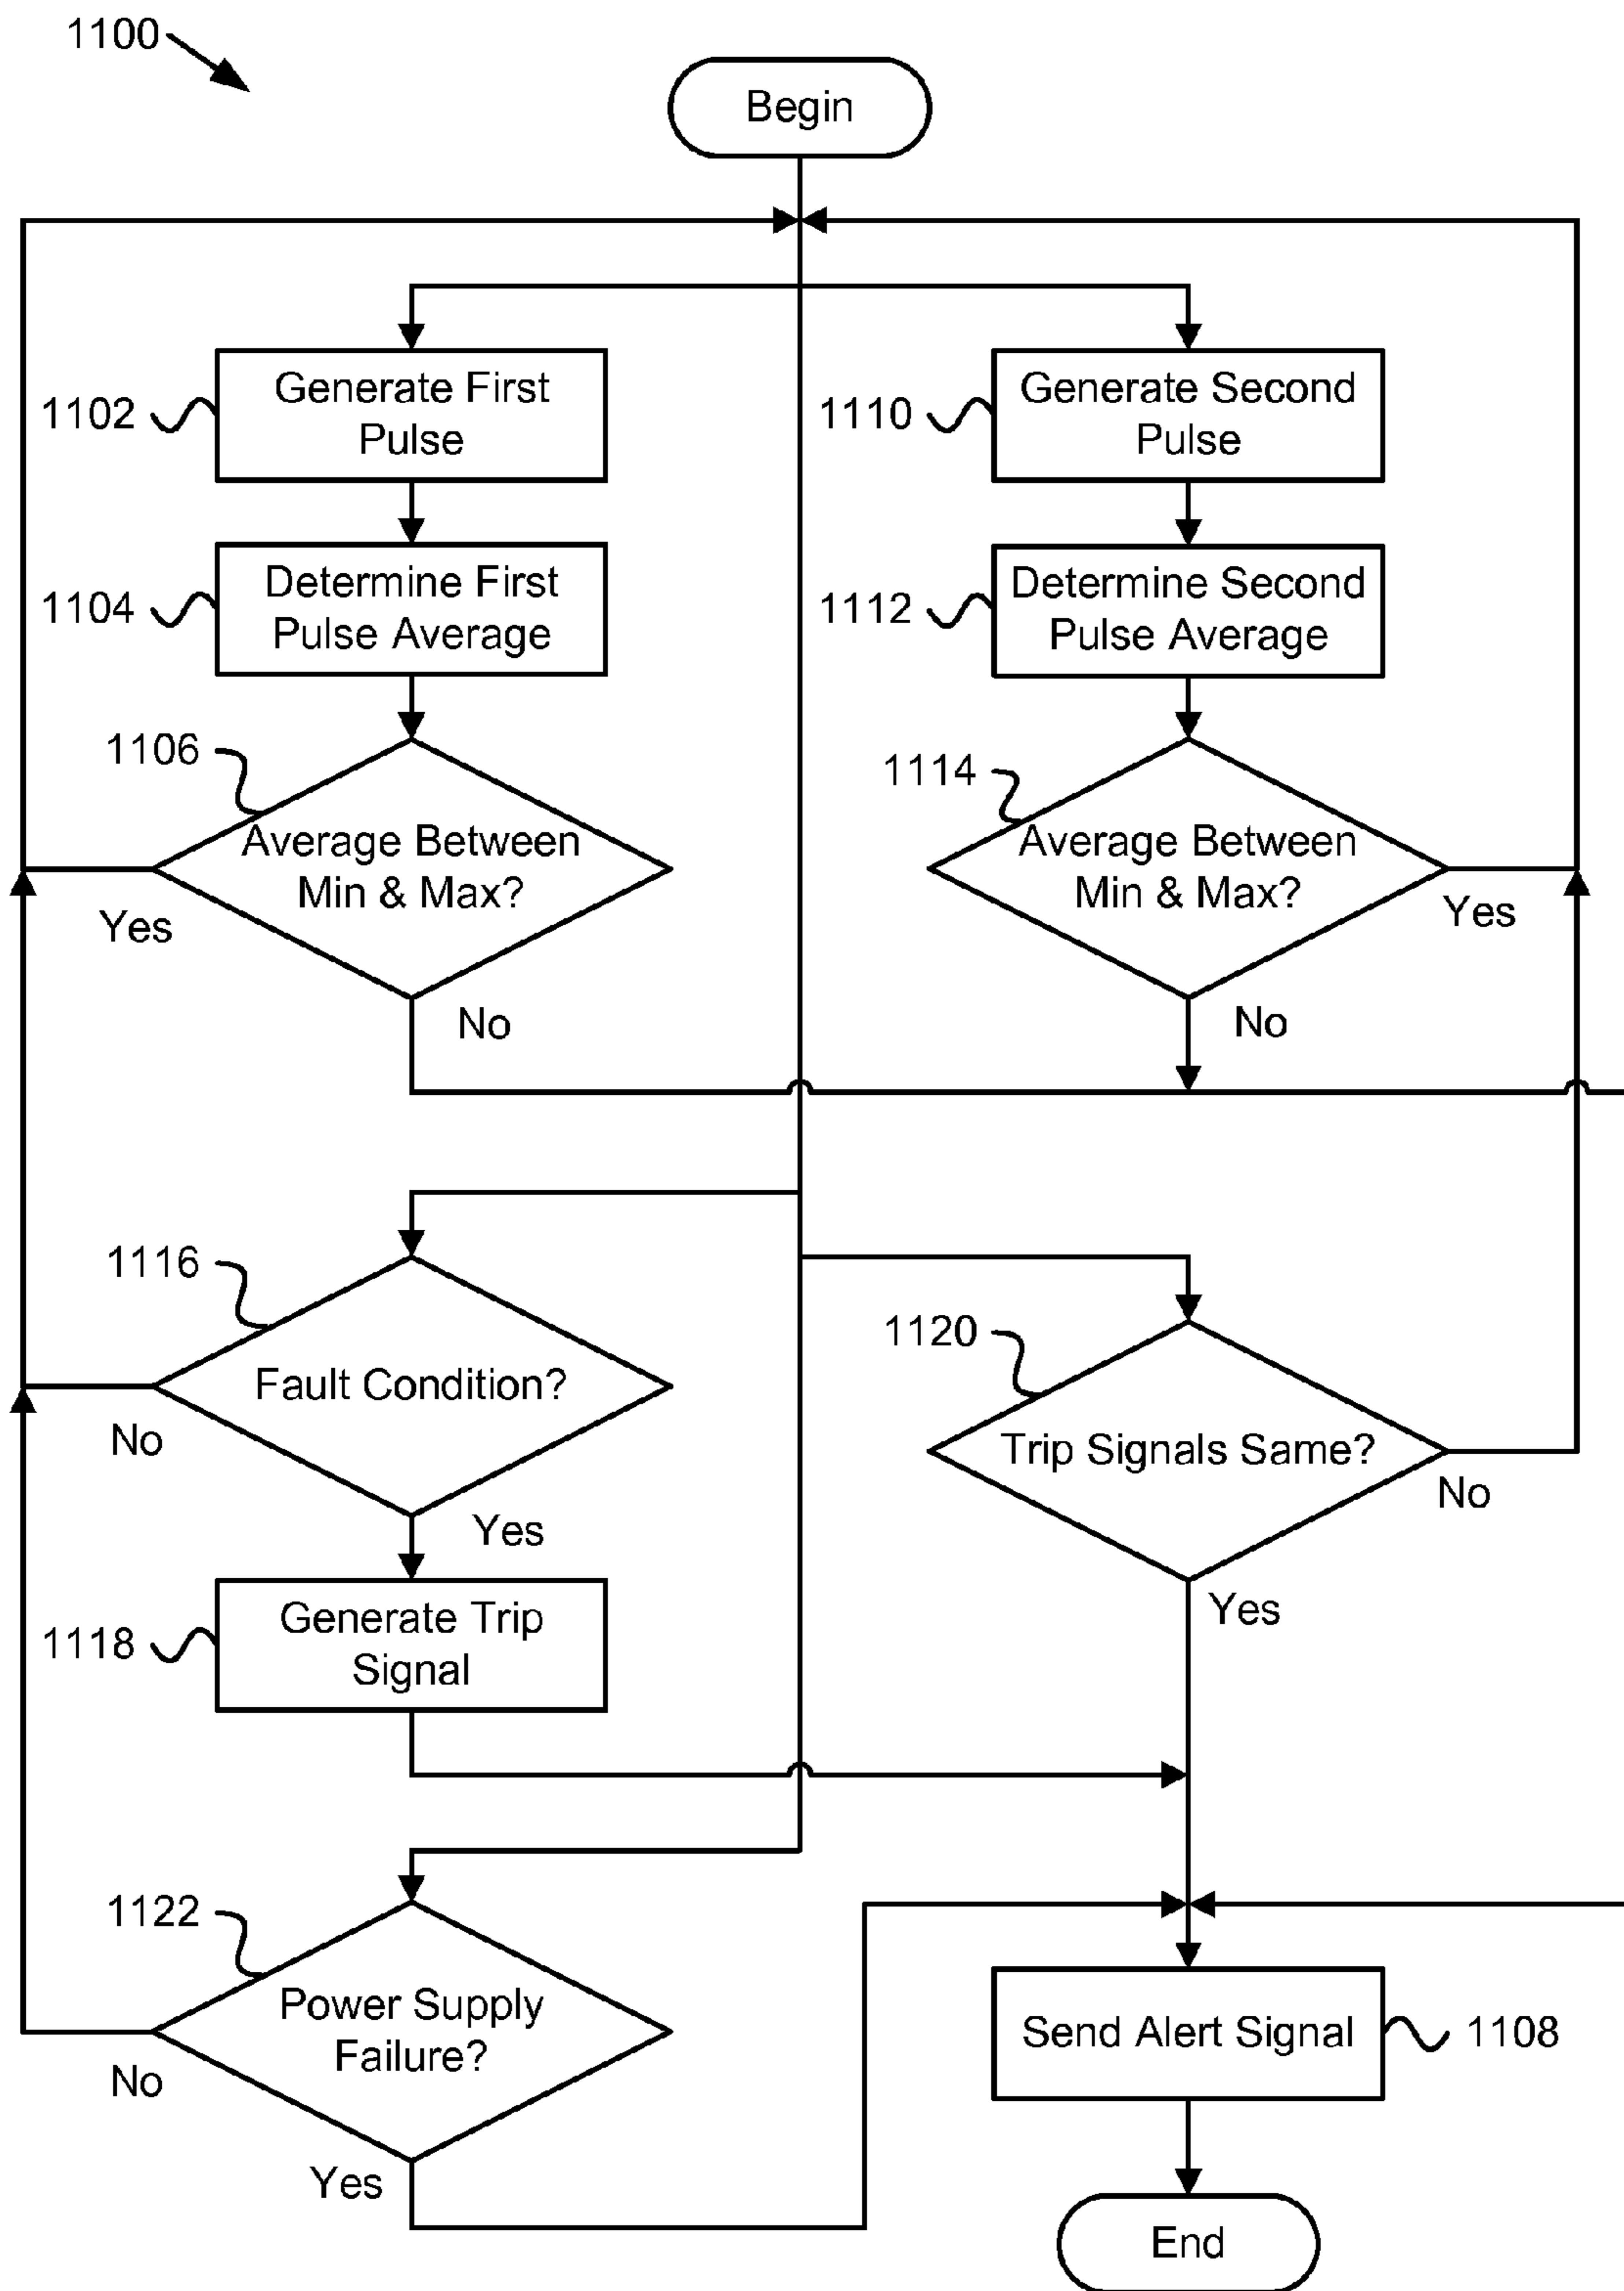 1100
Begin
1102
Generate First
Pulse
1110
Generate Second
Pulse
1104
Determine First
Pulse Average
1112
Determine Second
Pulse Average
1106
Average Between
Min & Max?
Yes
No
1114
Average Between
Min & Max?
Yes
No
1116
Fault Condition?
No
Yes
1120
Trip Signals Same?
No
Yes
1118
Generate Trip
Signal
1122
Power Supply
Failure?
No
Yes
Send Alert Signal
1108
End